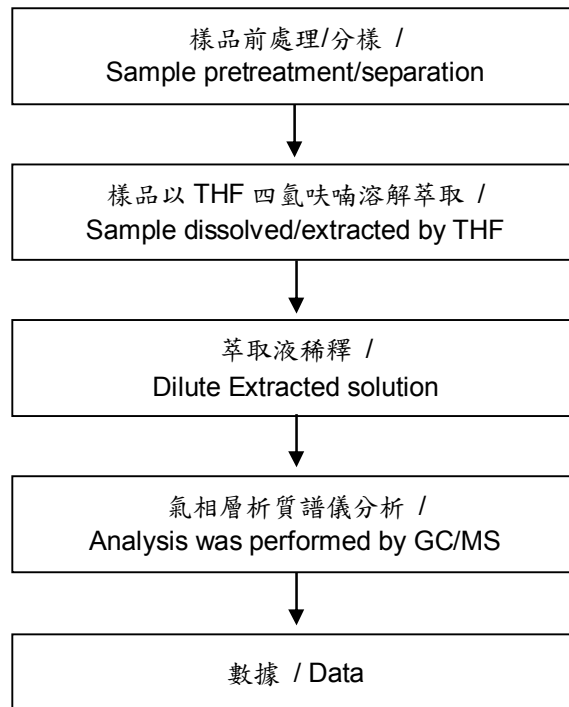 樣品前處理/分樣 /
Sample pretreatment/separation
樣品以 THF 四氫呋喃溶解萃取 /
Sample dissolved/extracted by THF
萃取液稀釋 /
Dilute Extracted solution
氣相層析質譜儀分析 /
Analysis was performed by GC/MS
數據 / Data